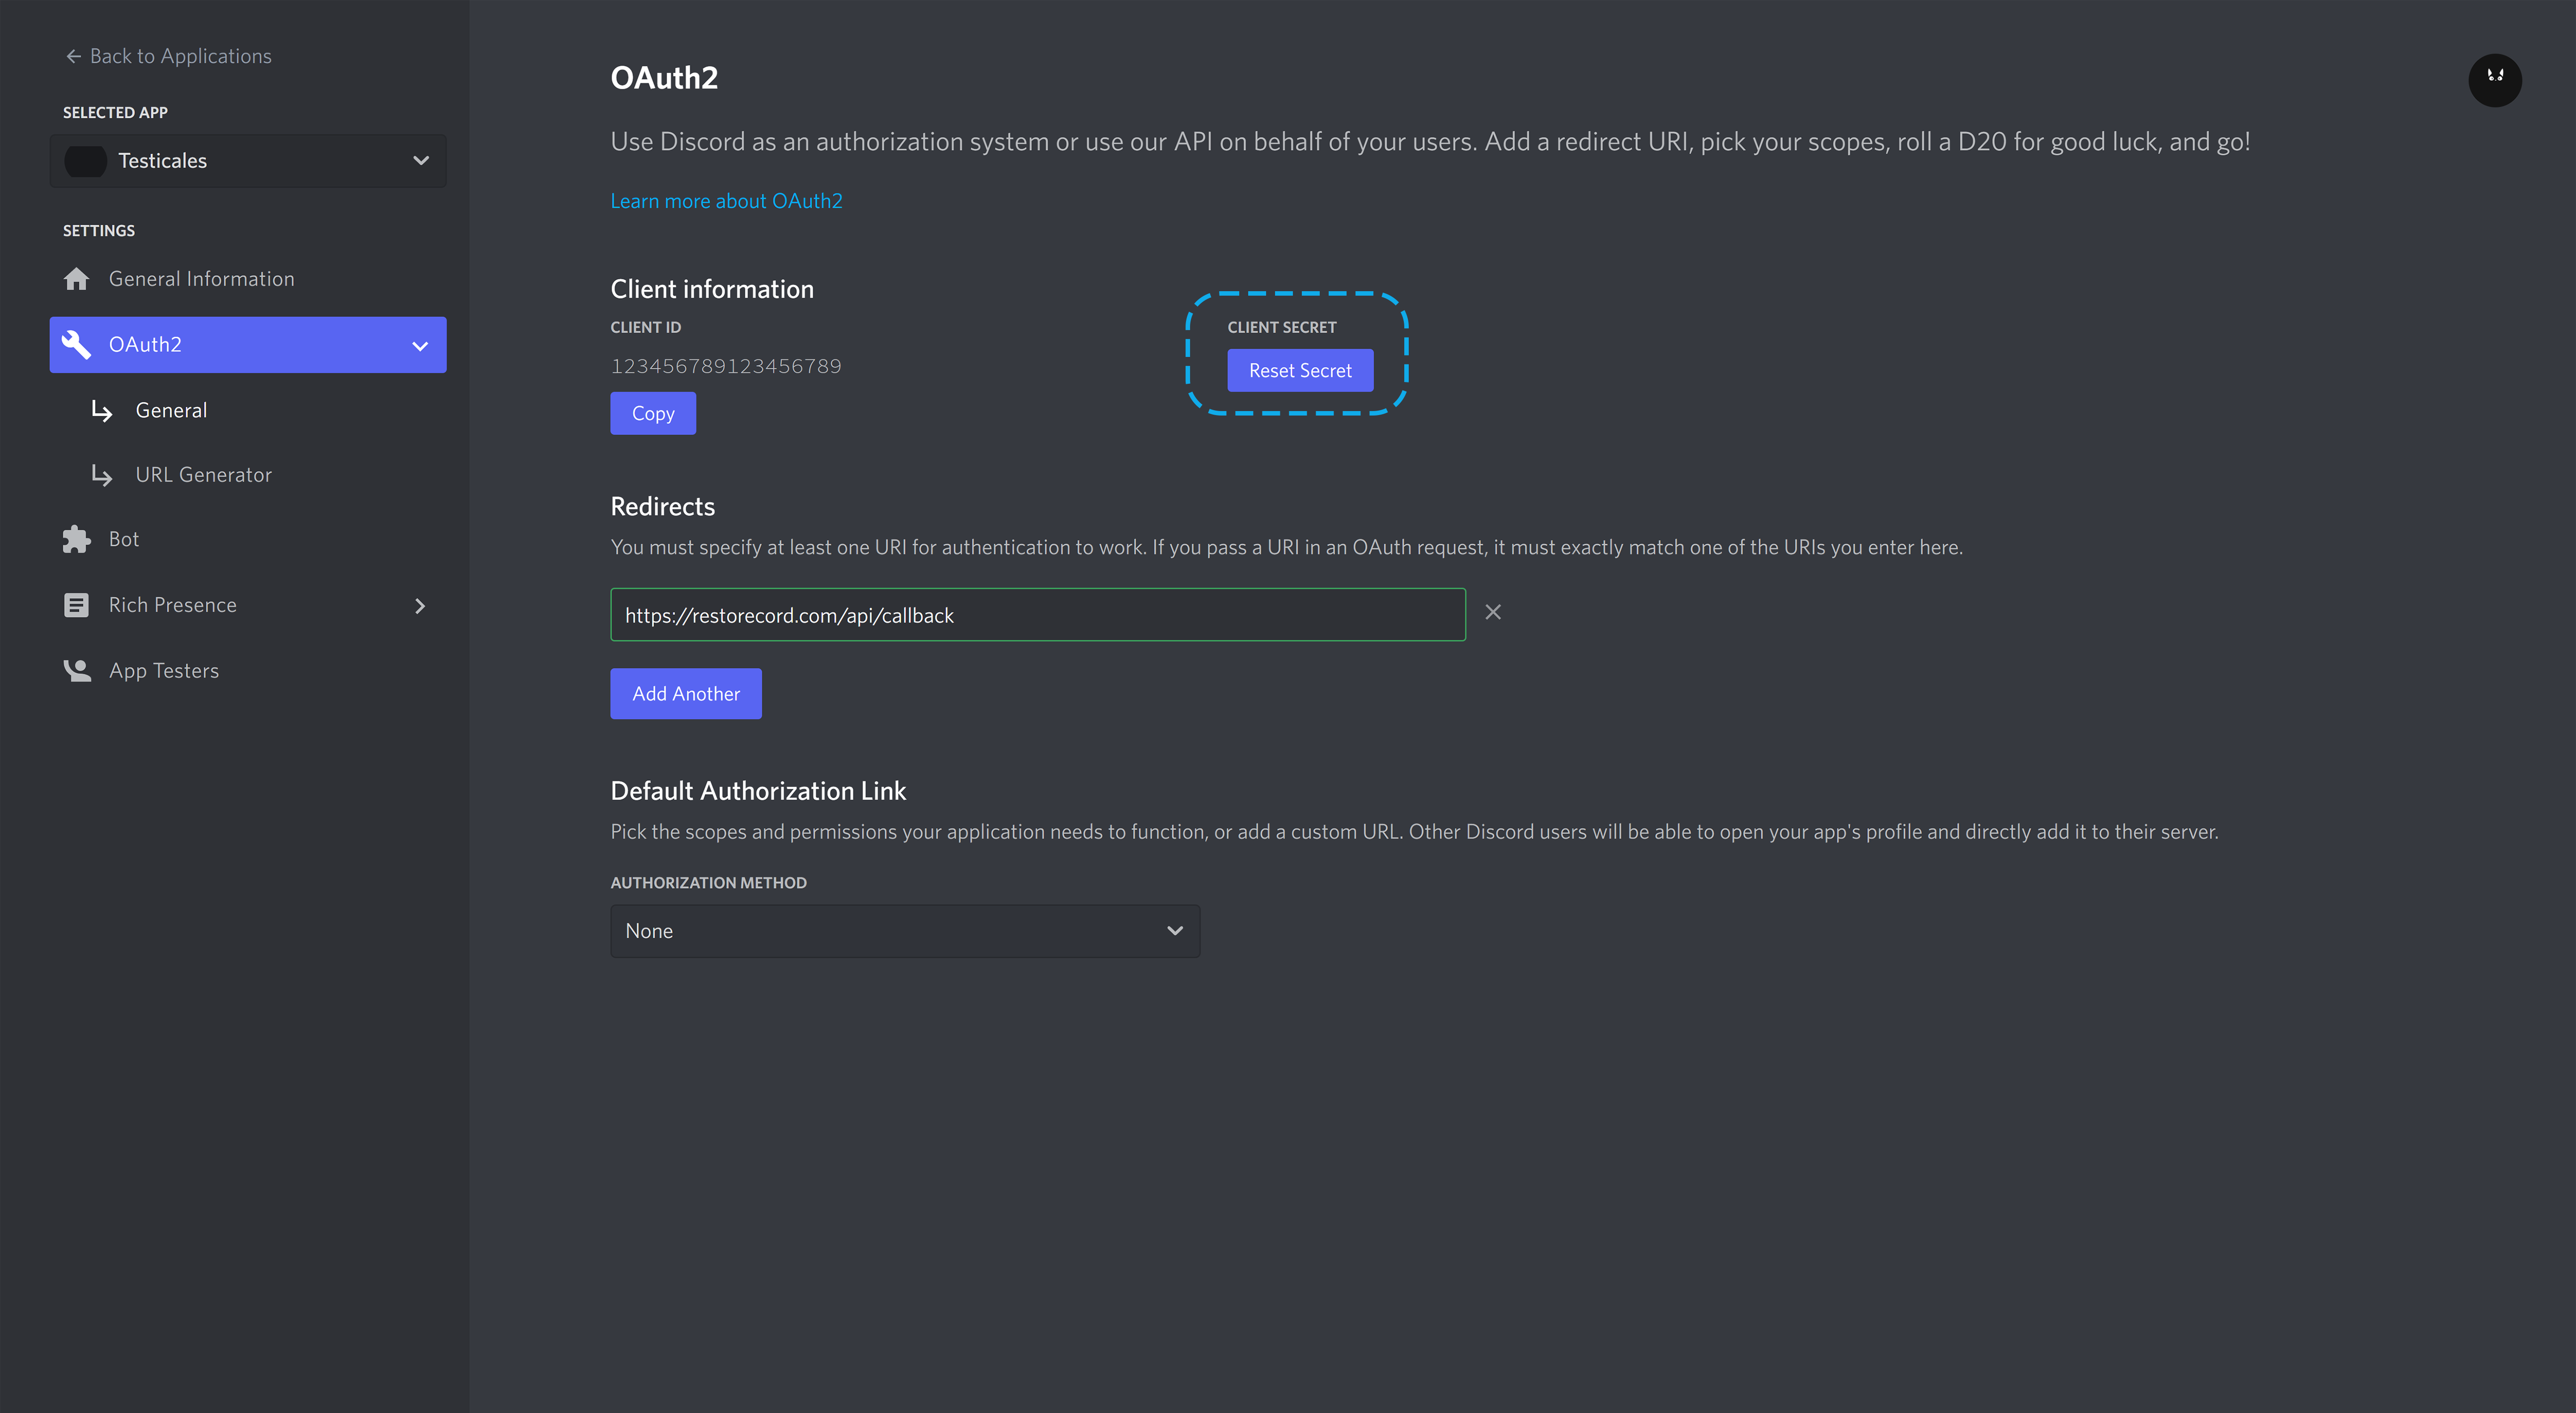 Back to Applications
SELECTED APP
Testicales
SETTINGS
General Information
OAuth2
General
URL Generator
Bot
Rich Presence
App Testers
OAuth2
Use Discord as an authorization system or use our API on behalf of your users. Add a redirect URI, pick your scopes, roll a D20 for good luck, and go!
Learn more about OAuth2
Client information
CLIENT ID
123456789123456789
Copy
CLIENT SECRET
Reset Secret
Redirects
You must specify at least one URI for authentication to work. If you pass a URI in an OAuth request, it must exactly match one of the URIs you enter here.
https://restorecord.com/api/callback
Add Another
Default Authorization Link
Pick the scopes and permissions your application needs to function, or add a custom URL. Other Discord users will be able to open your app's profile and directly add it to their server.
AUTHORIZATION METHOD
None